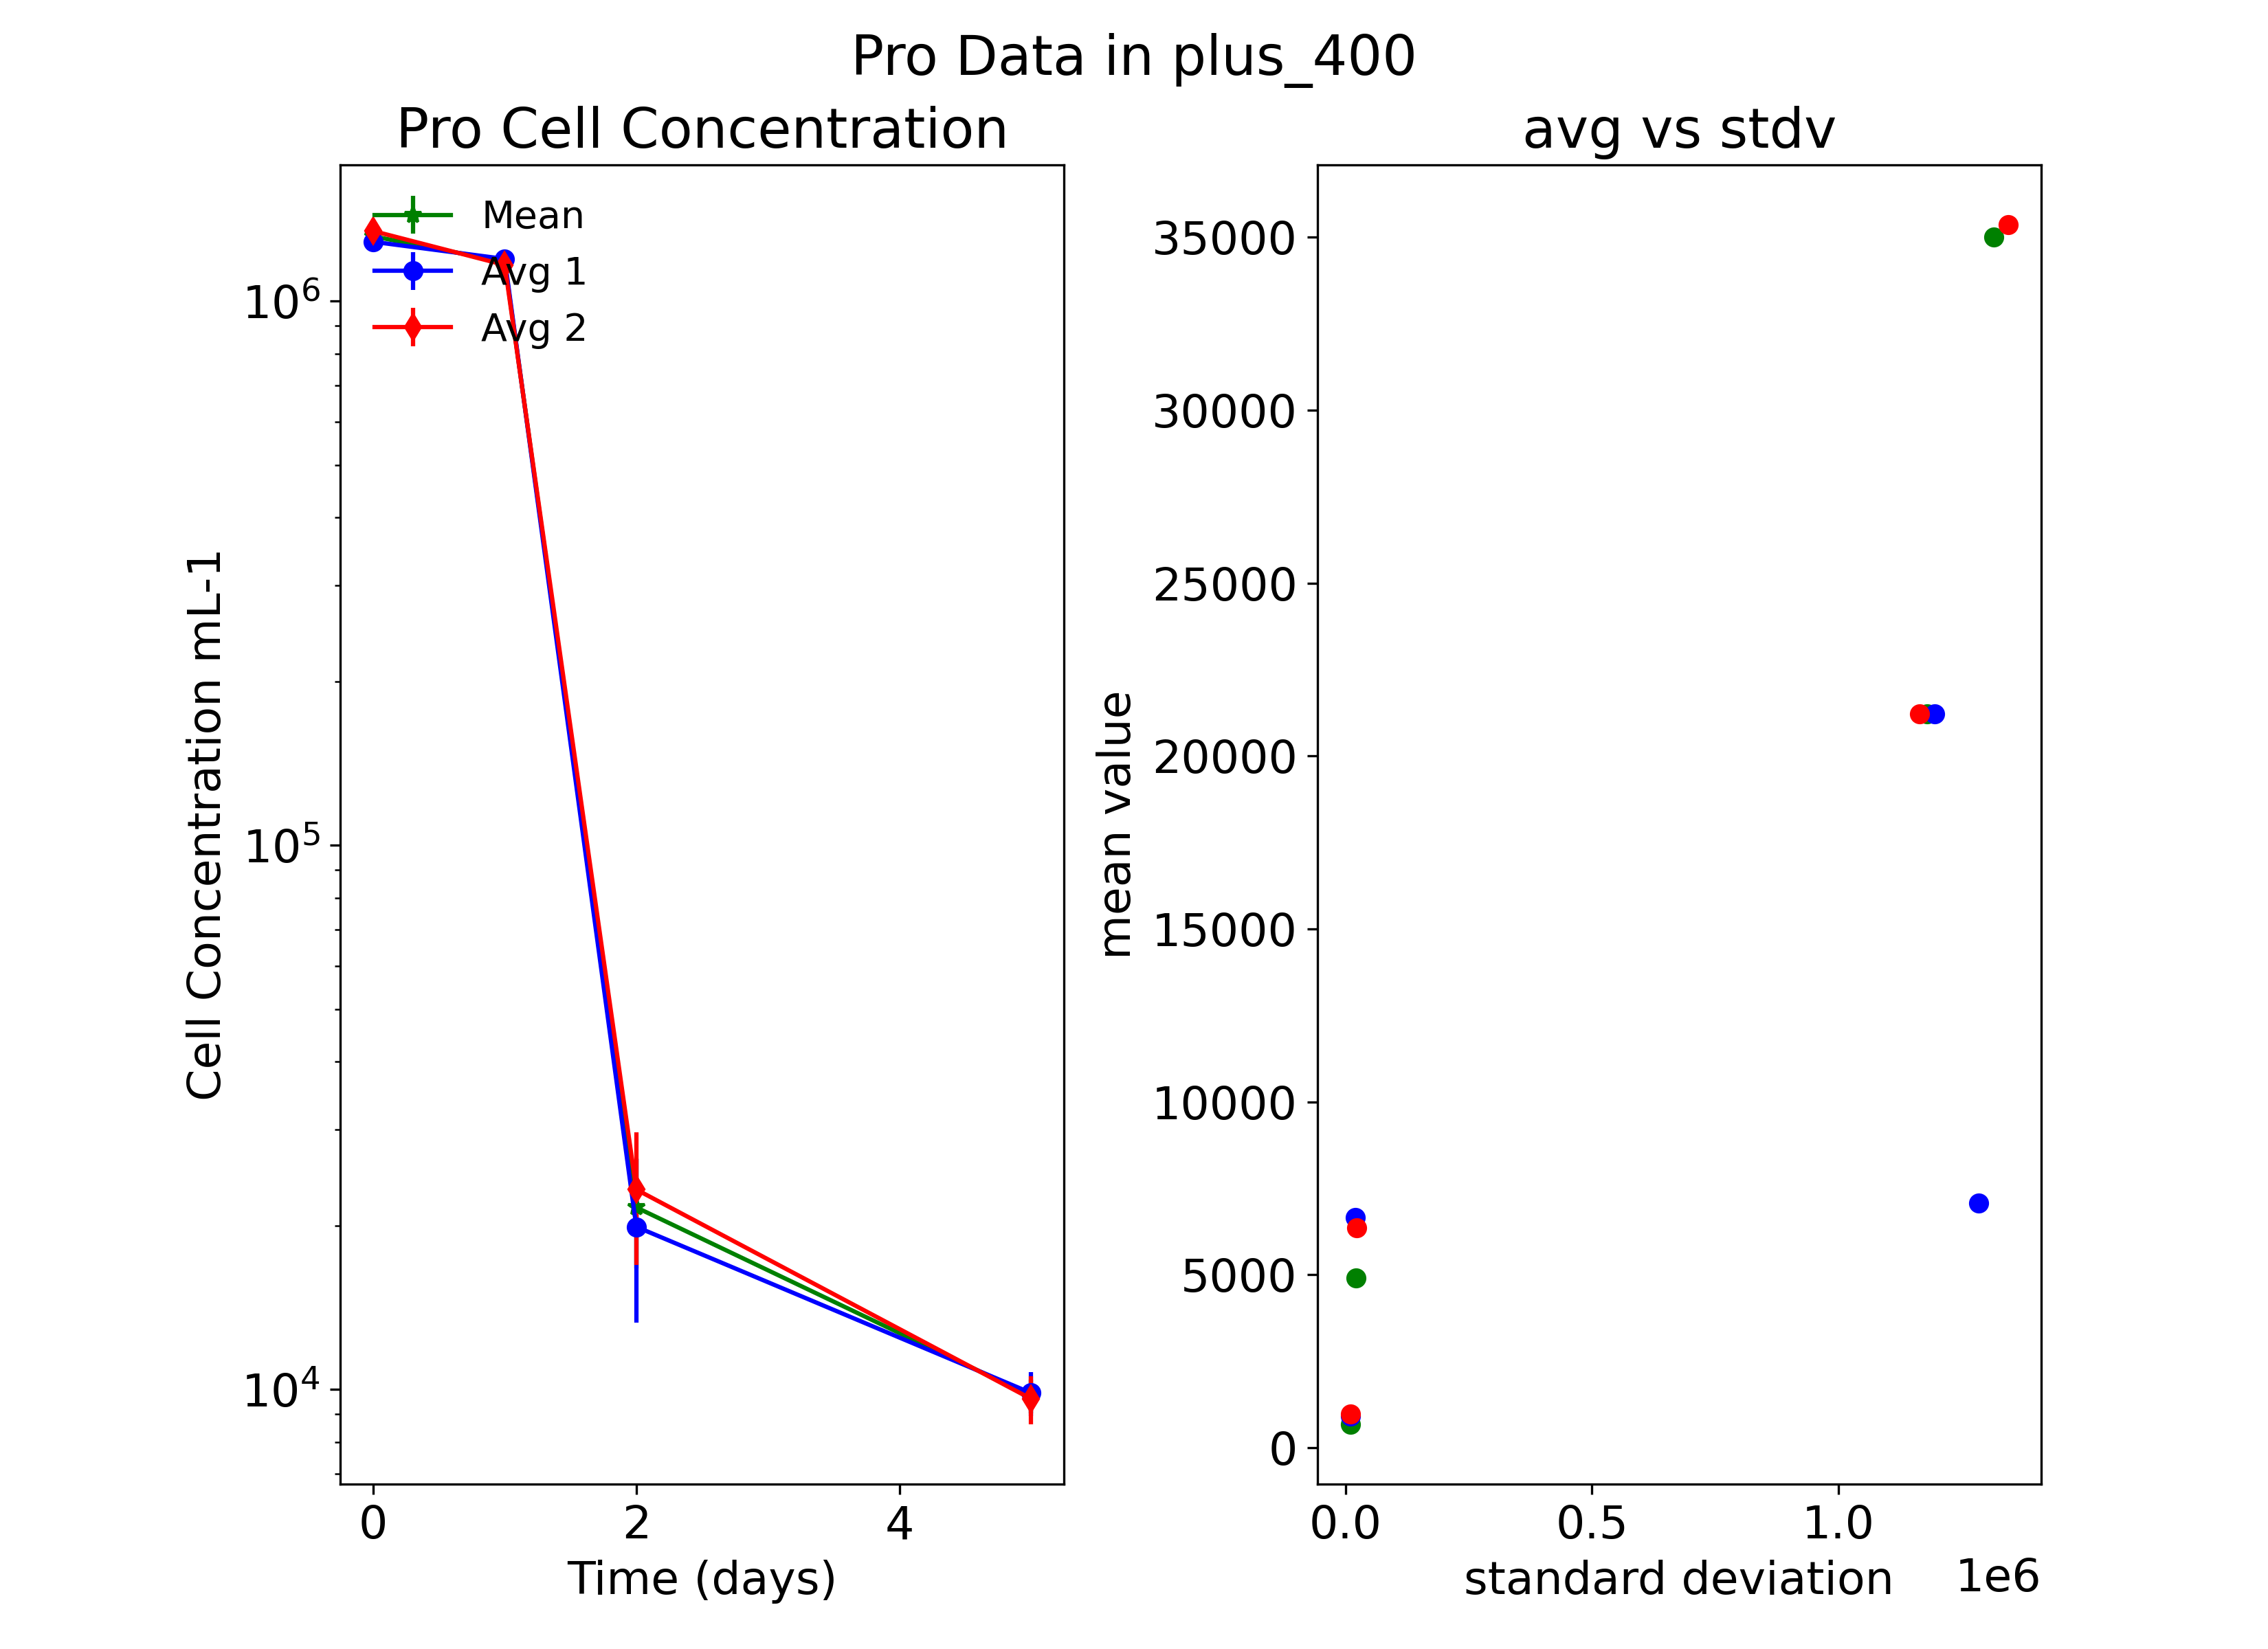 Pro Data in plus_400
Pro Cell Concentration
Mean
Avg 1
Avg 2
10^6
10^5
10^4
Cell Concentration mL-1
0 2 4
Time (days)
avg vs stdv
35000
30000
25000
20000
15000
10000
5000
0
mean value
0.0 0.5 1.0
standard deviation 1e6